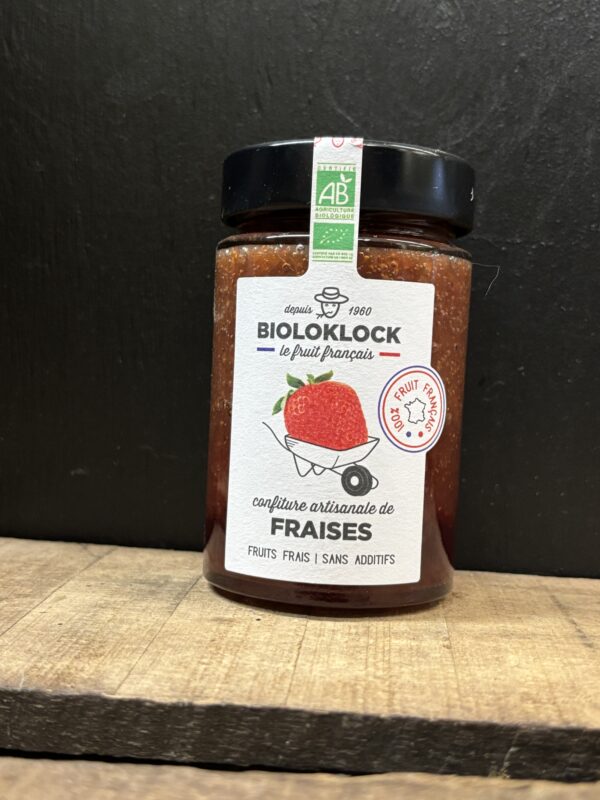 CERTIFIÉ
AB
AGRICULTURE
BIOLOGIQUE
depuis 1960
BIOLOKLOCK
le fruit français
100% FRUIT FRANÇAIS
confiture artisanale de
FRAISES
FRUITS FRAIS | SANS ADDITIFS